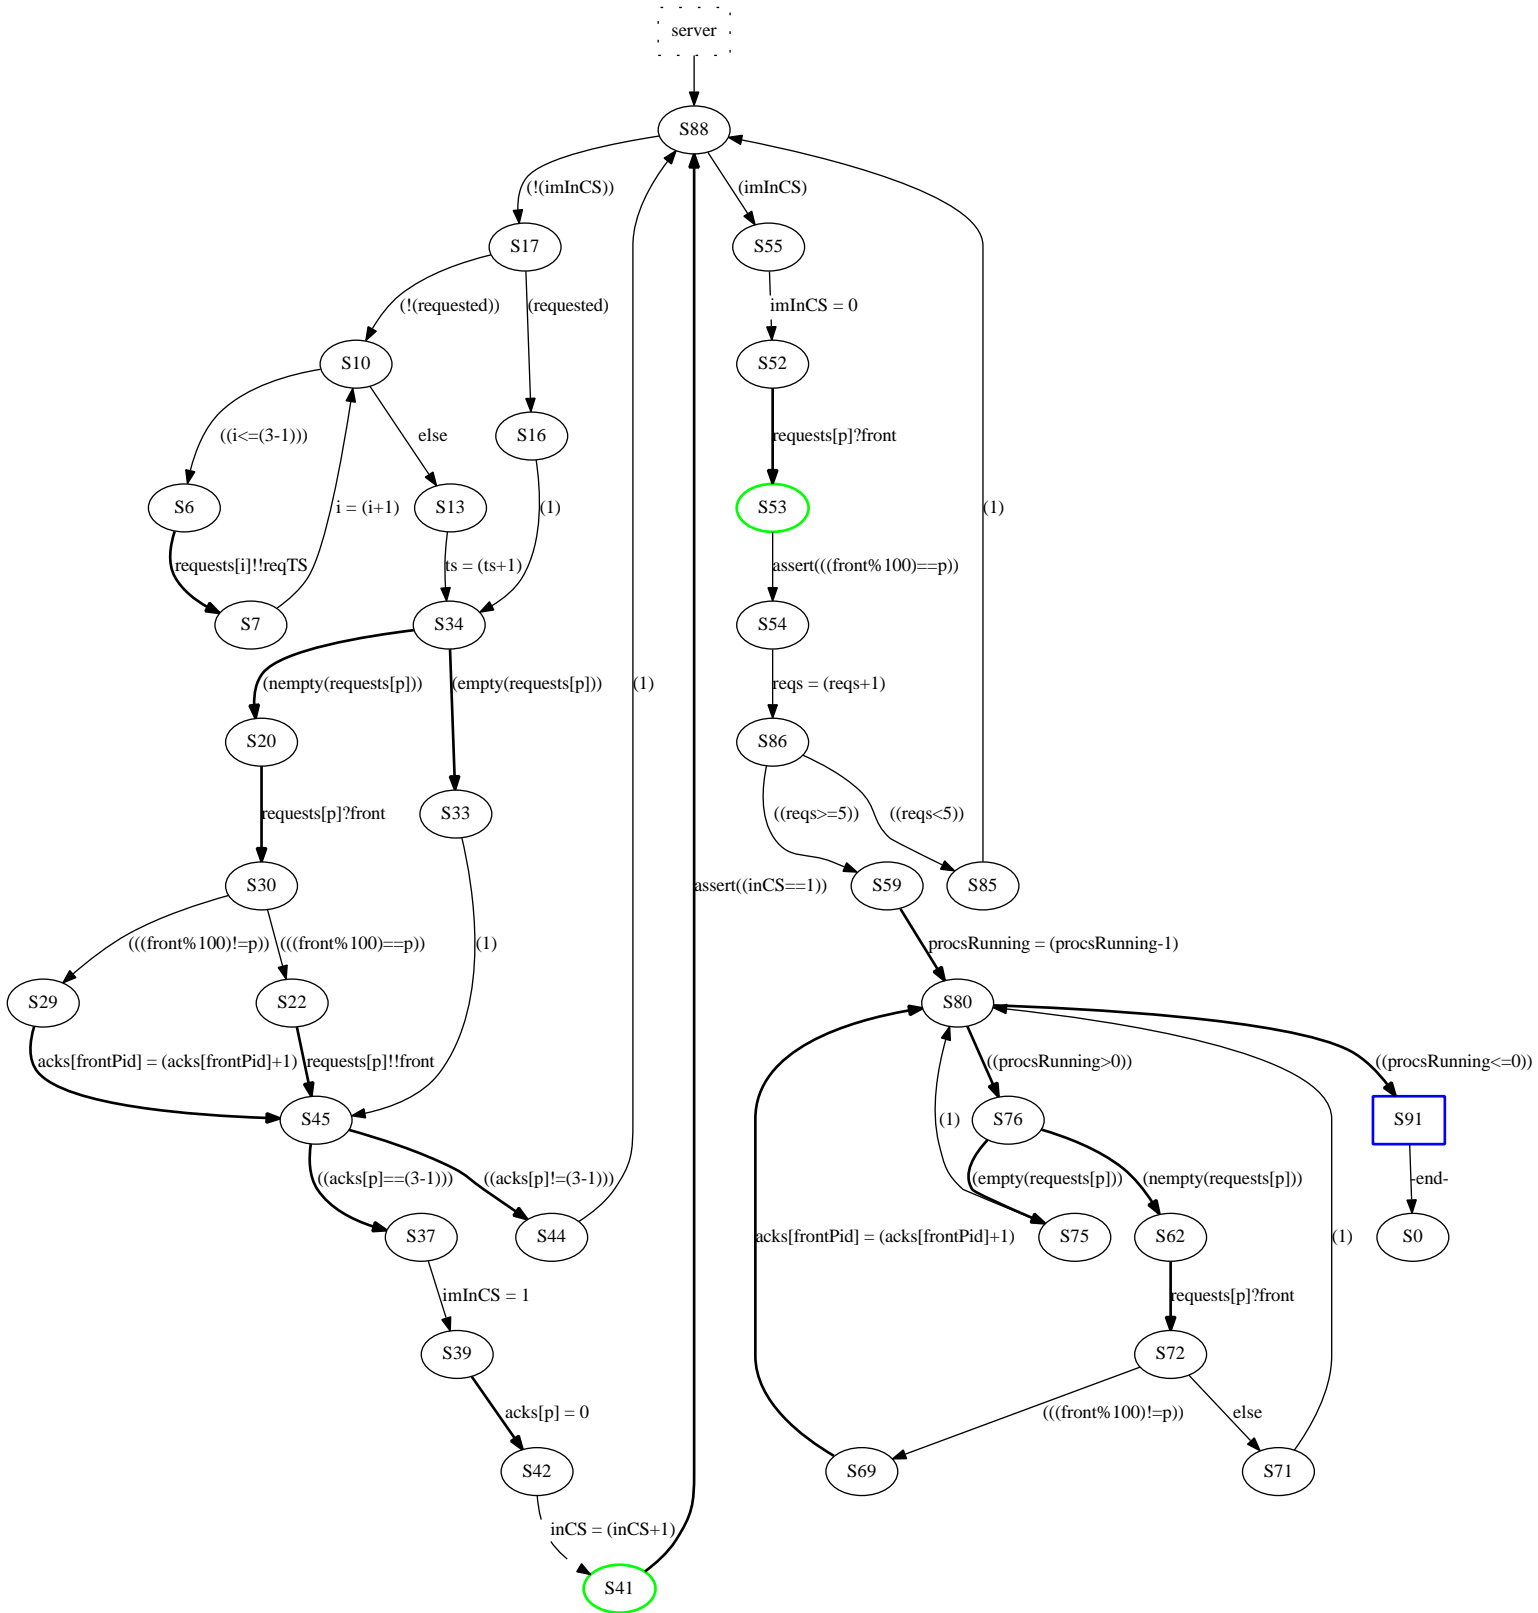 server
S88
(!(imInCS))
(imInCS)
S17
S55
(!(requested))
(requested)
imInCS = 0
S10
S52
((i<=(3-1)))
else
S16
requests[p]?front
S6
i = (i+1)
S13
(1)
S53
(1)
requests[i]!!reqTS
ts = (ts+1)
assert(((front%100)==p))
S7
S34
S54
(nempty(requests[p]))
(empty(requests[p]))
(1)
reqs = (reqs+1)
S20
S86
requests[p]?front
S33
((reqs>=5))
((reqs<5))
S30
assert((inCS==1))
S59
S85
(((front%100)!=p))
(((front%100)==p))
(1)
procsRunning = (procsRunning-1)
S29
S22
S80
acks[frontPid] = (acks[frontPid]+1)
requests[p]!!front
((procsRunning>0))
((procsRunning<=0))
S45
(1)
S76
S91
((acks[p]==(3-1)))
((acks[p]!=(3-1)))
(empty(requests[p]))
(nempty(requests[p]))
-end-
S37
S44
acks[frontPid] = (acks[frontPid]+1)
S75
S62
(1)
S0
imInCS = 1
requests[p]?front
S39
S72
acks[p] = 0
(((front%100)!=p))
else
S42
S69
S71
inCS = (inCS+1)
S41